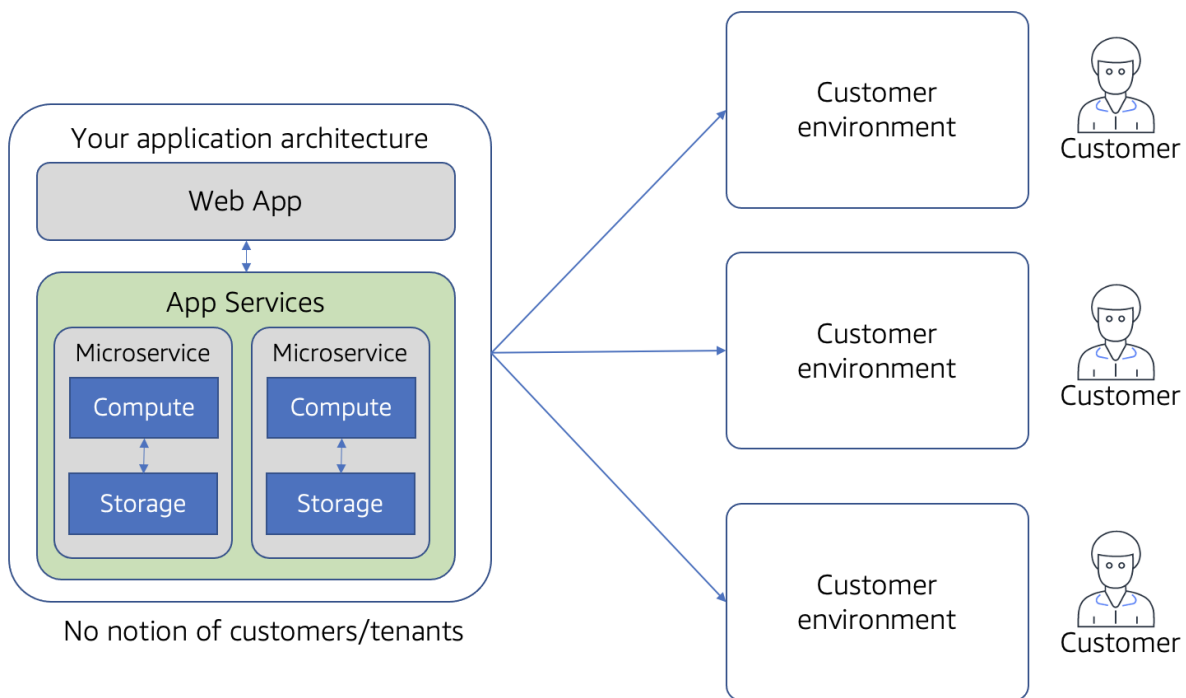 Your application architecture
Web App
App Services
Microservice
Compute
Storage
Microservice
Compute
Storage
No notion of customers/tenants
Customer
environment
Customer
Customer
environment
Customer
Customer
environment
Customer